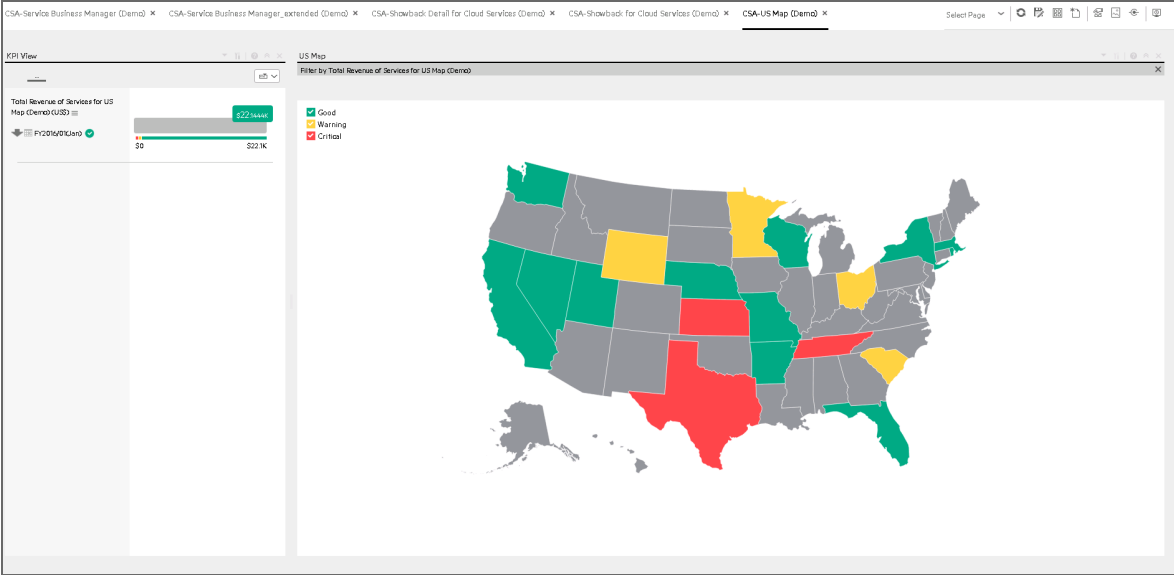 CSA-Service Business Manager (Demo) × CSA-Service Business Manager_extended (Demo) × CSA-Showback Detail for Cloud Services (Demo) × CSA-Showback for Cloud Services (Demo) × CSA-US Map (Demo) × Select Page
KPI View
US Map
Filter by Total Revenue of Services for US Map (Demo)
...
Total Revenue of Services for US
Map (Demo) (US$)
$22.1444K
FY2016/01(Jan)
$0 $22.1K
Good
Warning
Critical